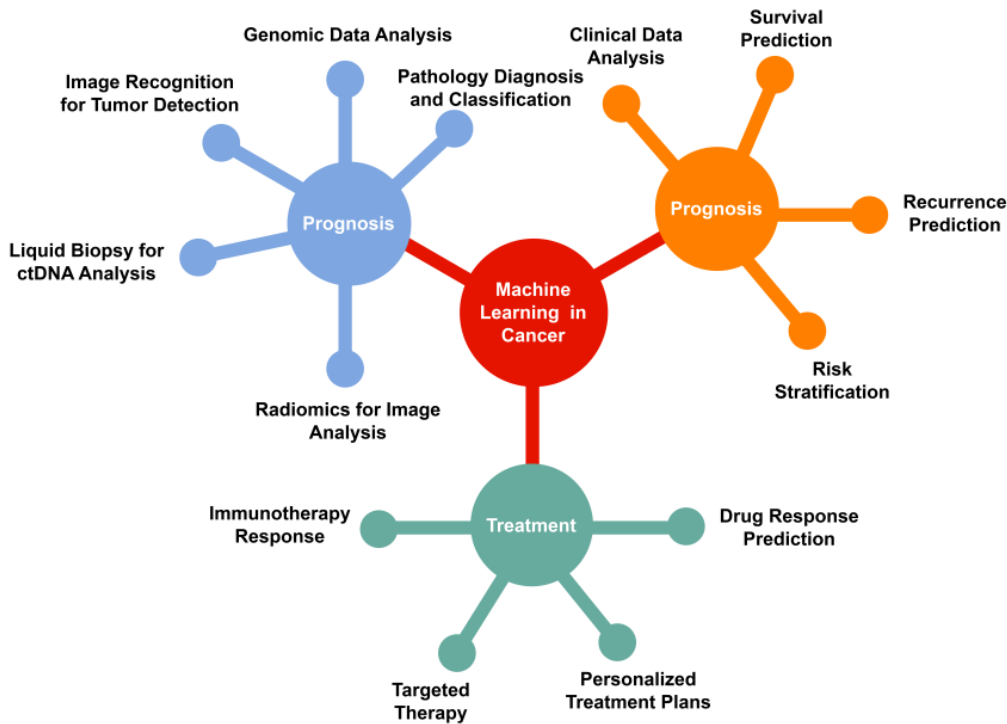 Genomic Data Analysis
Image Recognition
for Tumor Detection
Pathology Diagnosis
and Classification
Liquid Biopsy for
ctDNA Analysis
Prognosis
Radiomics for Image
Analysis
Clinical Data
Analysis
Survival
Prediction
Prognosis
Recurrence
Prediction
Risk
Stratification
Machine
Learning in
Cancer
Immunotherapy
Response
Treatment
Drug Response
Prediction
Targeted
Therapy
Personalized
Treatment Plans